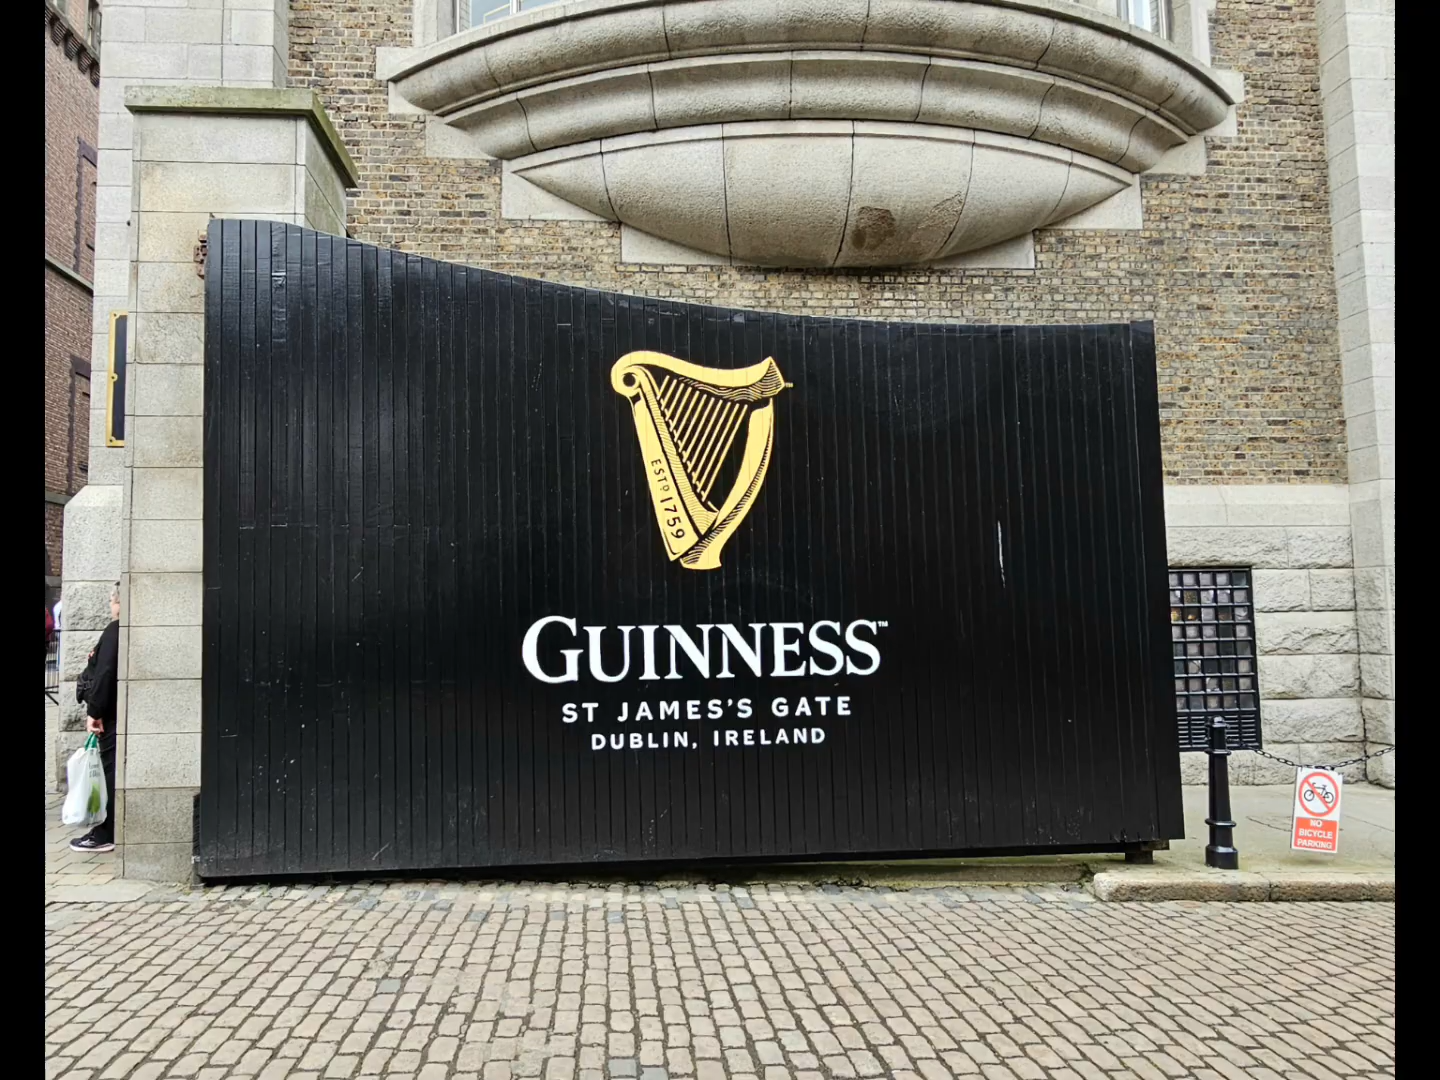 ESTD 1759
GUINNESS™
ST JAMES'S GATE
DUBLIN, IRELAND
NO
BICYCLE
PARKING